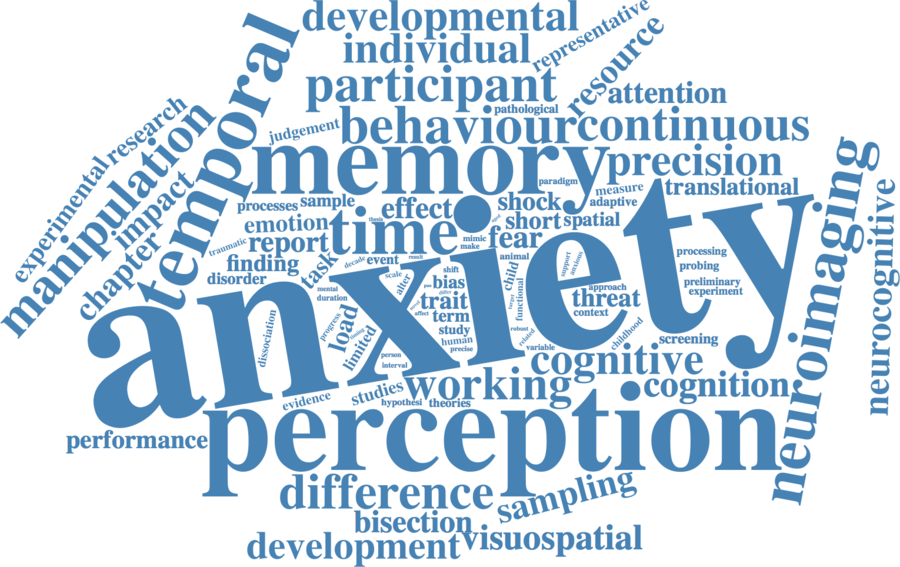 developmental
individual
representative
resource
participant
pathological
attention
temporal
judgement
behaviour
continuous
experimental
research
manipulation
impact
chapter
memory
precision
paradigm
measure
adaptive
translational
processes
sample
effect
shock
short
spatial
emotion
time
thesis
mimic
make
fear
traumatic
report
finding
disorder
task
decade
event
result
scale
alter
shift
bias
animal
child
functional
support
anxious
processing
probing
preliminary
experiment
approach
threat
context
mental
duration
trait
term
study
human
precise
anxiety
neuroimaging
neurocognitive
dissociation
progress
load
limited
person
interval
robust
related
variable
childhood
screening
cognitive
cognition
evidence
studies
working
hypothesi
theories
performance
perception
difference
sampling
bisection
development
visuospatial